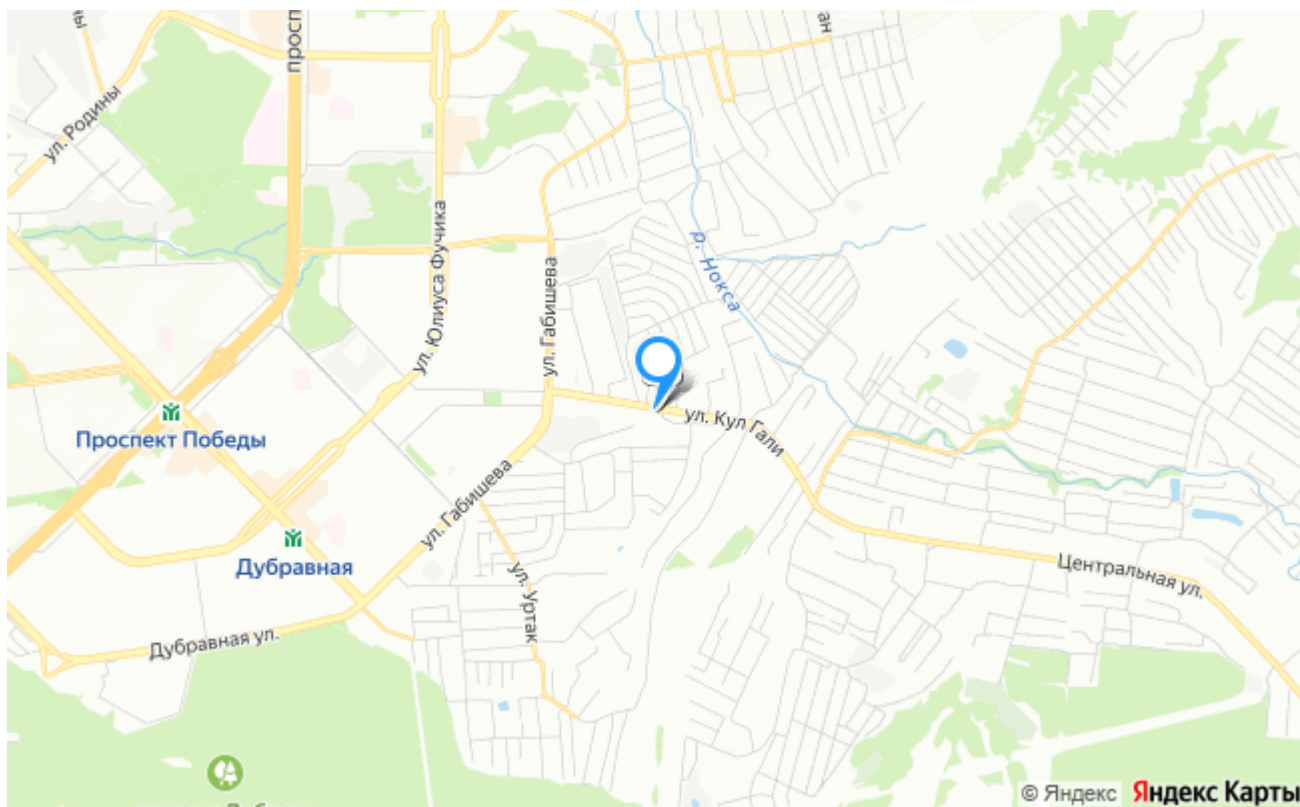 просп
ул. Родины
ул. Юлиуса Фучика
ул. Габишева
р. Нокса
ул. Кул Гали
Проспект Победы
ул. Габишева
Дубравная
ул. Уртак
Центральная ул.
Дубравная ул.
© Яндекс Яндекс Карты